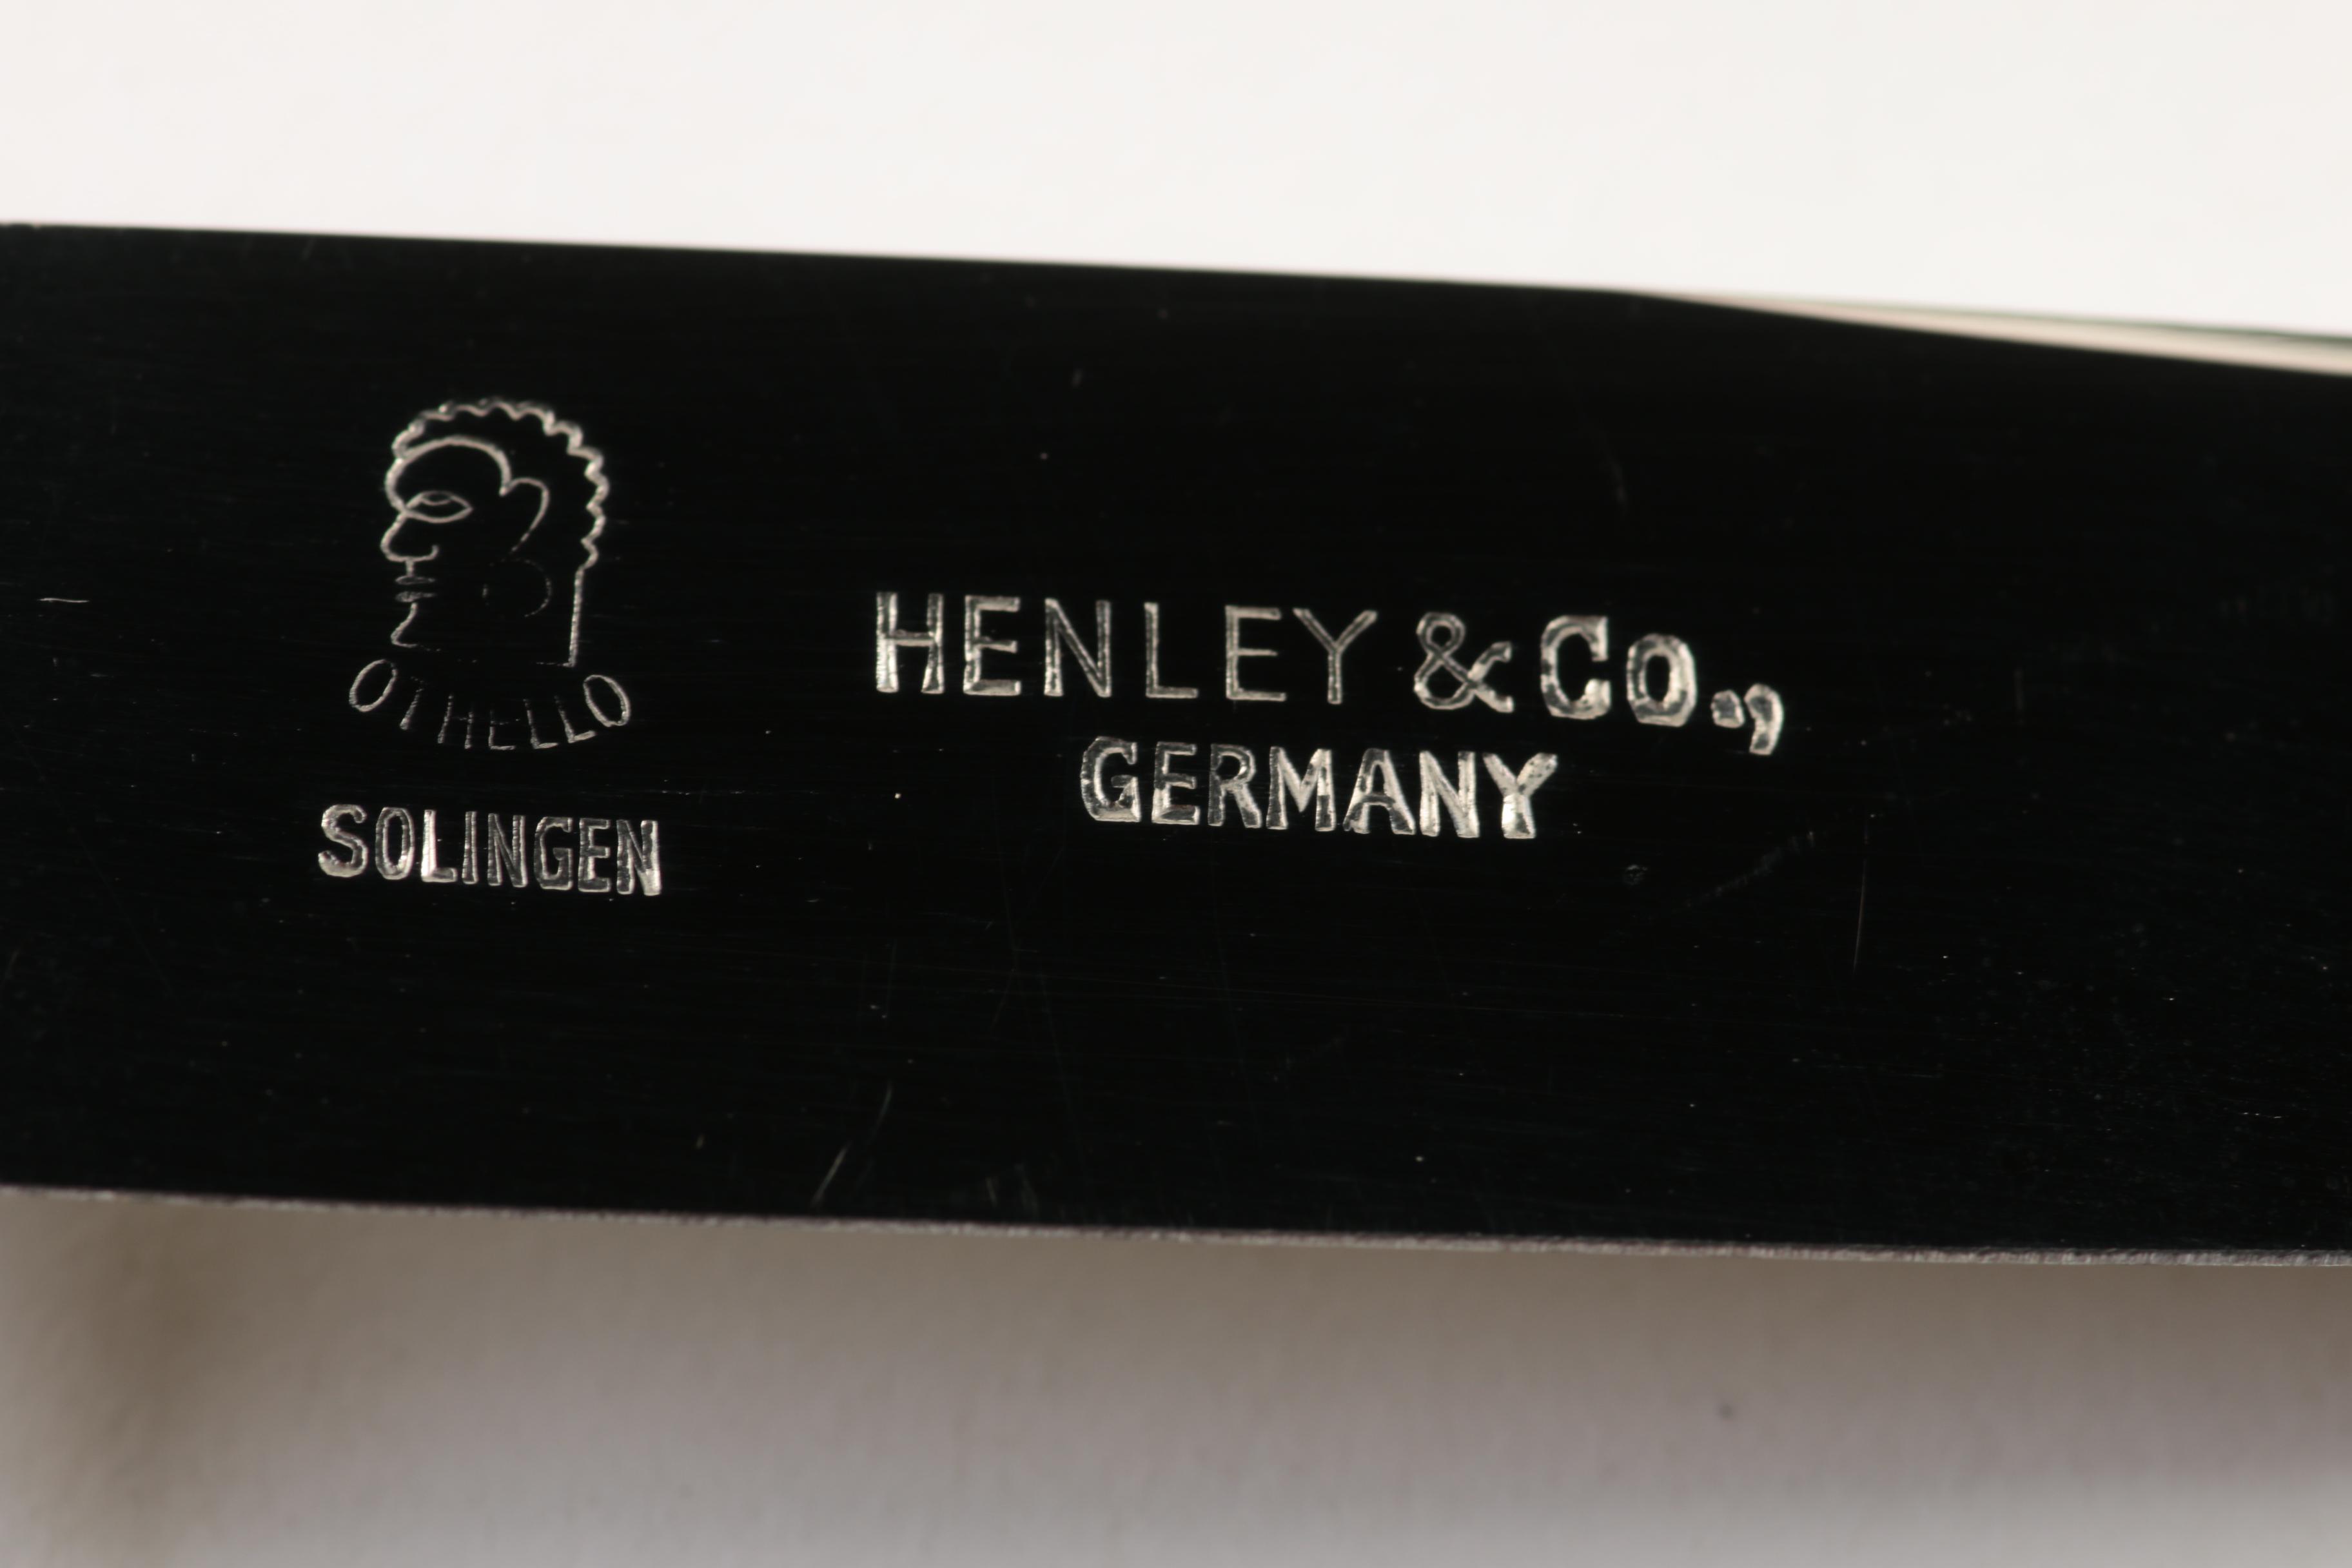 OTHELLO
SOLINGEN
HENLEY & Co.,
GERMANY